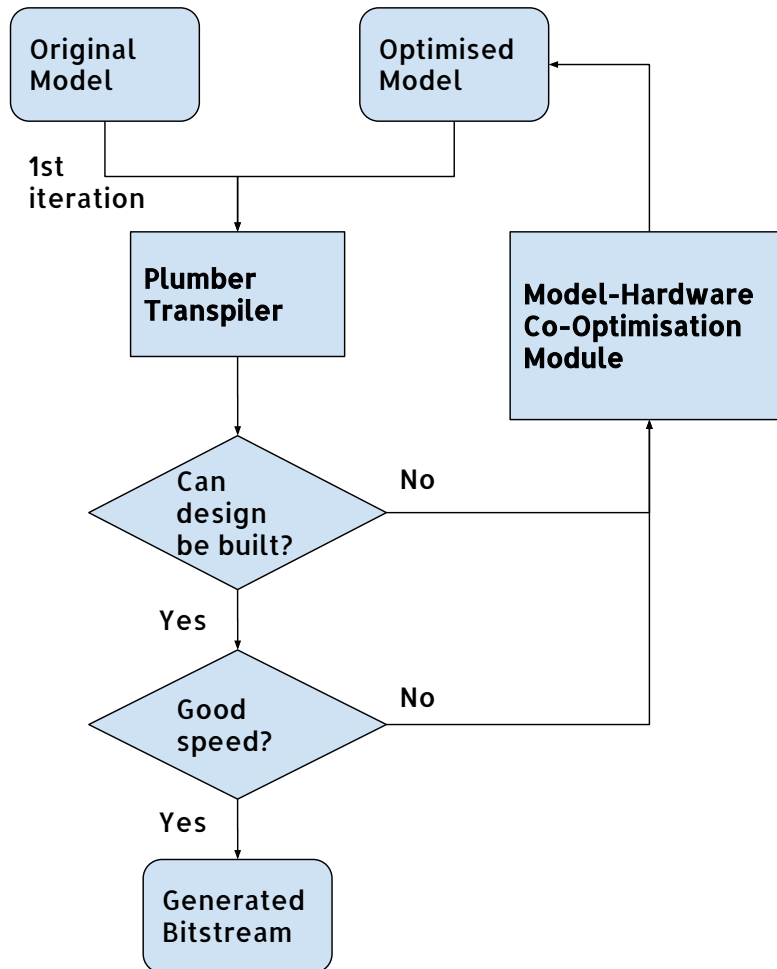 Original
Model
Optimised
Model
1st
iteration
Plumber
Transpiler
Model-Hardware
Co-Optimisation
Module
Can
design
be built?
No
Yes
Good
speed?
No
Yes
Generated
Bitstream